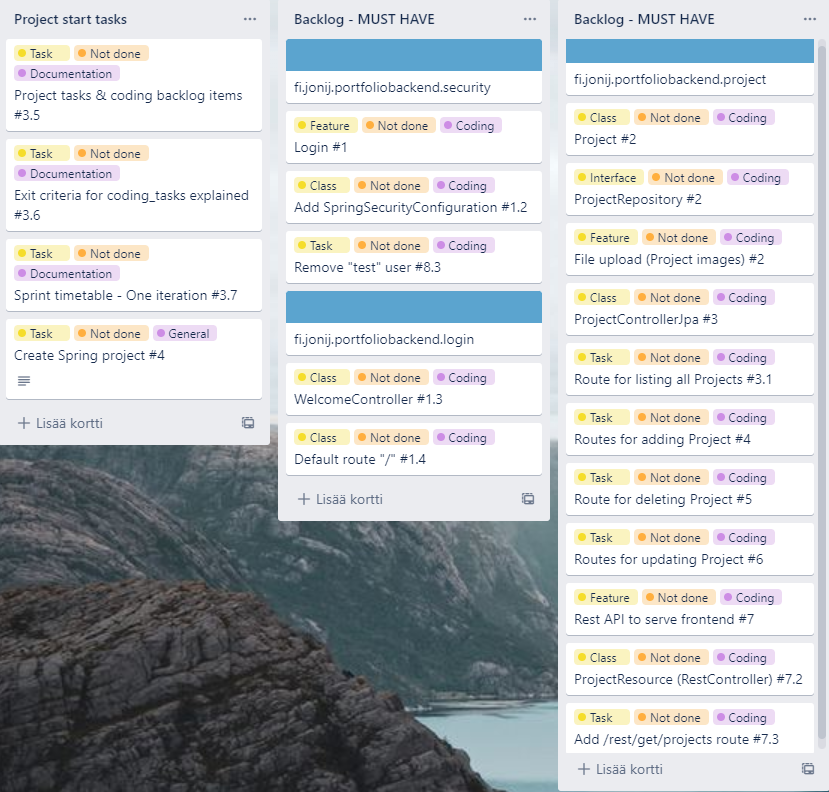 Project start tasks
Task Not done
Documentation
Project tasks & coding backlog items
#3.5
Task Not done
Documentation
Exit criteria for coding_tasks explained
#3.6
Task Not done
Documentation
Sprint timetable - One iteration #3.7
Task Not done General
Create Spring project #4
Lisää kortti
Backlog - MUST HAVE
fi.jonij.portfoliobackend.security
Feature Not done Coding
Login #1
Class Not done Coding
Add SpringSecurityConfiguration #1.2
Task Not done Coding
Remove "test" user #8.3
fi.jonij.portfoliobackend.login
Class Not done Coding
WelcomeController #1.3
Class Not done Coding
Default route "/" #1.4
Lisää kortti
Backlog - MUST HAVE
fi.jonij.portfoliobackend.project
Class Not done Coding
Project #2
Interface Not done Coding
ProjectRepository #2
Feature Not done Coding
File upload (Project images) #2
Class Not done Coding
ProjectControllerJpa #3
Task Not done Coding
Route for listing all Projects #3.1
Task Not done Coding
Routes for adding Project #4
Task Not done Coding
Route for deleting Project #5
Task Not done Coding
Routes for updating Project #6
Feature Not done Coding
Rest API to serve frontend #7
Class Not done Coding
ProjectResource (RestController) #7.2
Task Not done Coding
Add /rest/get/projects route #7.3
Lisää kortti